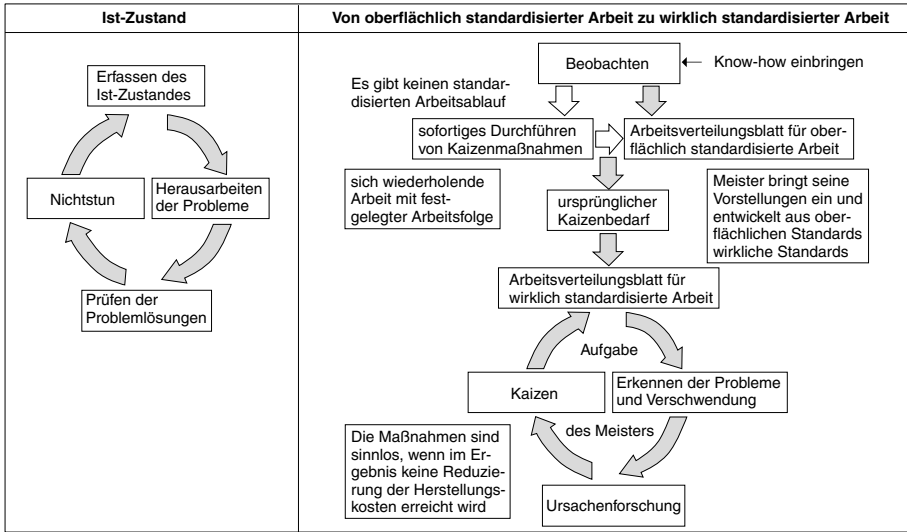 Ist-Zustand
Erfassen des
Ist-Zustandes
Nichtstun
Herausarbeiten
der Probleme
Prüfen der
Problemlösungen
Von oberflächlich standardisierter Arbeit zu wirklich standardisierter Arbeit
Beobachten
Know-how einbringen
Es gibt keinen standar-
disierten Arbeitsablauf
sofortiges Durchführen
von Kaizenmaßnahmen
Arbeitsverteilungsblatt für ober-
flächlich standardisierte Arbeit
sich wiederholende
Arbeit mit fest-
gelegter Arbeitsfolge
ursprünglicher
Kaizenbedarf
Meister bringt seine
Vorstellungen ein und
entwickelt aus ober-
flächlichen Standards
wirkliche Standards
Arbeitsverteilungsblatt für
wirklich standardisierte Arbeit
Aufgabe
Kaizen
Erkennen der Probleme
und Verschwendung
des Meisters
Die Maßnahmen sind
sinnlos, wenn im Er-
gebnis keine Reduzie-
rung der Herstellungs-
kosten erreicht wird
Ursachenforschung